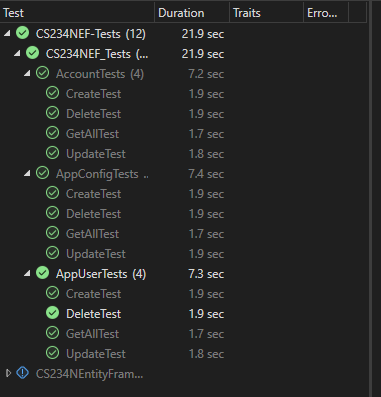 Test Duration Traits Erro...
CS234NEF-Tests (12) 21.9 sec
CS234NEF_Tests (... 21.9 sec
AccountTests (4) 7.2 sec
CreateTest 1.9 sec
DeleteTest 1.9 sec
GetAllTest 1.7 sec
UpdateTest 1.8 sec
AppConfigTests .. 7.4 sec
CreateTest 1.9 sec
DeleteTest 1.9 sec
GetAllTest 1.7 sec
UpdateTest 1.9 sec
AppUserTests (4) 7.3 sec
CreateTest 1.9 sec
DeleteTest 1.9 sec
GetAllTest 1.7 sec
UpdateTest 1.8 sec
CS234NEntityFram...